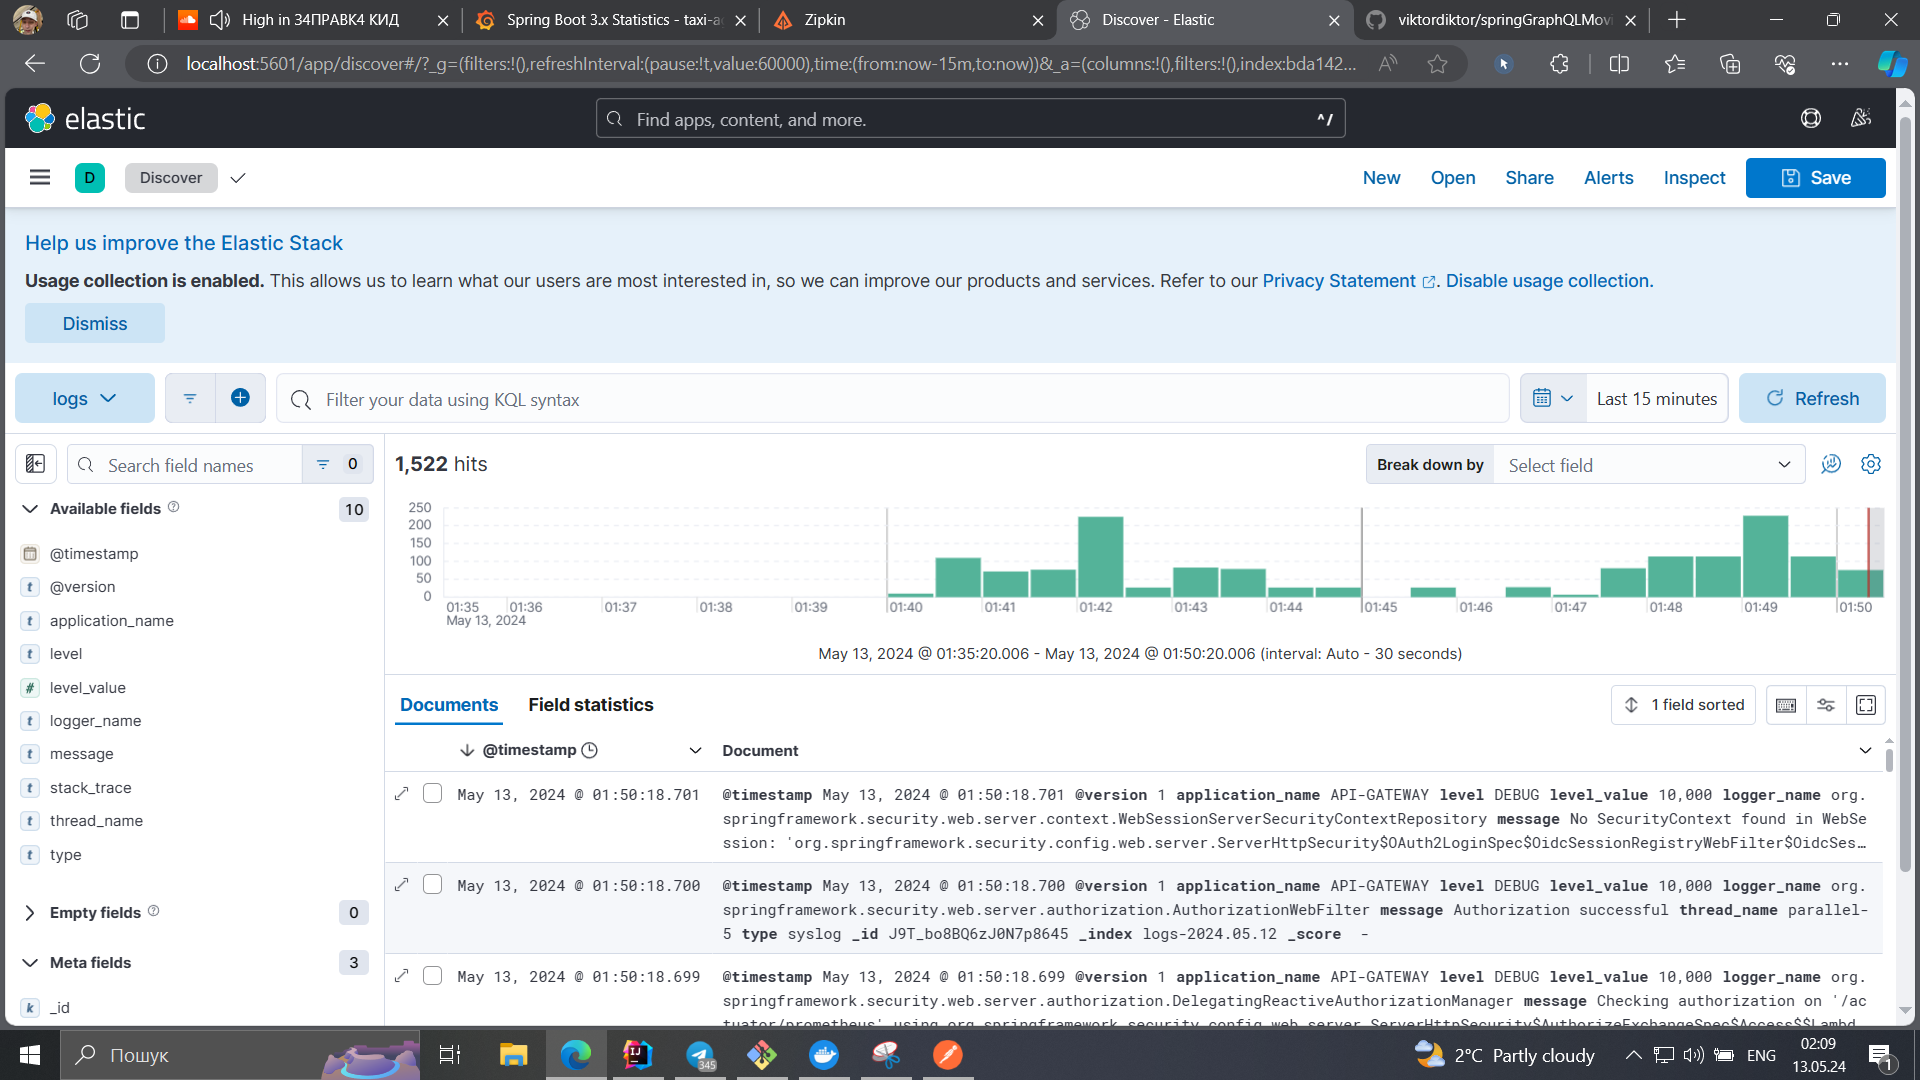 High in 34ПРАВК4 КИД
Spring Boot 3.x Statistics - taxi-a
Zipkin
Discover - Elastic
viktordiktor/springGraphQLMovi
localhost:5601/app/discover#/?_g=(filters:!(),refreshInterval:(pause:!t,value:60000),time:(from:now-15m,to:now))&_a=(columns:!(),filters:!(),index:bda142...
elastic
Find apps, content, and more.
^/
D
Discover
New
Open
Share
Alerts
Inspect
Save
Help us improve the Elastic Stack
Usage collection is enabled. This allows us to learn what our users are most interested in, so we can improve our products and services. Refer to our Privacy Statement. Disable usage collection.
Dismiss
logs
Filter your data using KQL syntax
Last 15 minutes
Refresh
Search field names
0
1,522 hits
Break down by
Select field
Available fields
10
@timestamp
@version
application_name
level
level_value
logger_name
message
stack_trace
thread_name
type
Empty fields
0
Meta fields
3
_id
250
200
150
100
50
0
01:35 01:36 01:37 01:38 01:39 01:40 01:41 01:42 01:43 01:44 01:45 01:46 01:47 01:48 01:49 01:50
May 13, 2024
May 13, 2024 @ 01:35:20.006 - May 13, 2024 @ 01:50:20.006 (interval: Auto - 30 seconds)
Documents
Field statistics
1 field sorted
@timestamp
Document
May 13, 2024 @ 01:50:18.701
@timestamp May 13, 2024 @ 01:50:18.701 @version 1 application_name API-GATEWAY level DEBUG level_value 10,000 logger_name org.
springframework.security.web.server.context.WebSessionServerSecurityContextRepository message No SecurityContext found in WebSe
ssion: 'org.springframework.security.config.web.server.ServerHttpSecurity$OAuth2LoginSpec$OidcSessionRegistryWebFilter$OidcSes…
May 13, 2024 @ 01:50:18.700
@timestamp May 13, 2024 @ 01:50:18.700 @version 1 application_name API-GATEWAY level DEBUG level_value 10,000 logger_name org.
springframework.security.web.server.authorization.AuthorizationWebFilter message Authorization successful thread_name parallel-
5 type syslog _id J9T_bo8BQ6zJ0N7p8645 _index logs-2024.05.12 _score -
May 13, 2024 @ 01:50:18.699
@timestamp May 13, 2024 @ 01:50:18.699 @version 1 application_name API-GATEWAY level DEBUG level_value 10,000 logger_name org.
springframework.security.web.server.authorization.DelegatingReactiveAuthorizationManager message Checking authorization on '/ac
tuator/prometheus' using org.springframework.security.config.web.server.ServerHttpSecurity$AuthorizeExchangeSpec$Access$$Lambd
Пошук
345
2°C Partly cloudy
ENG
02:09
13.05.24
1